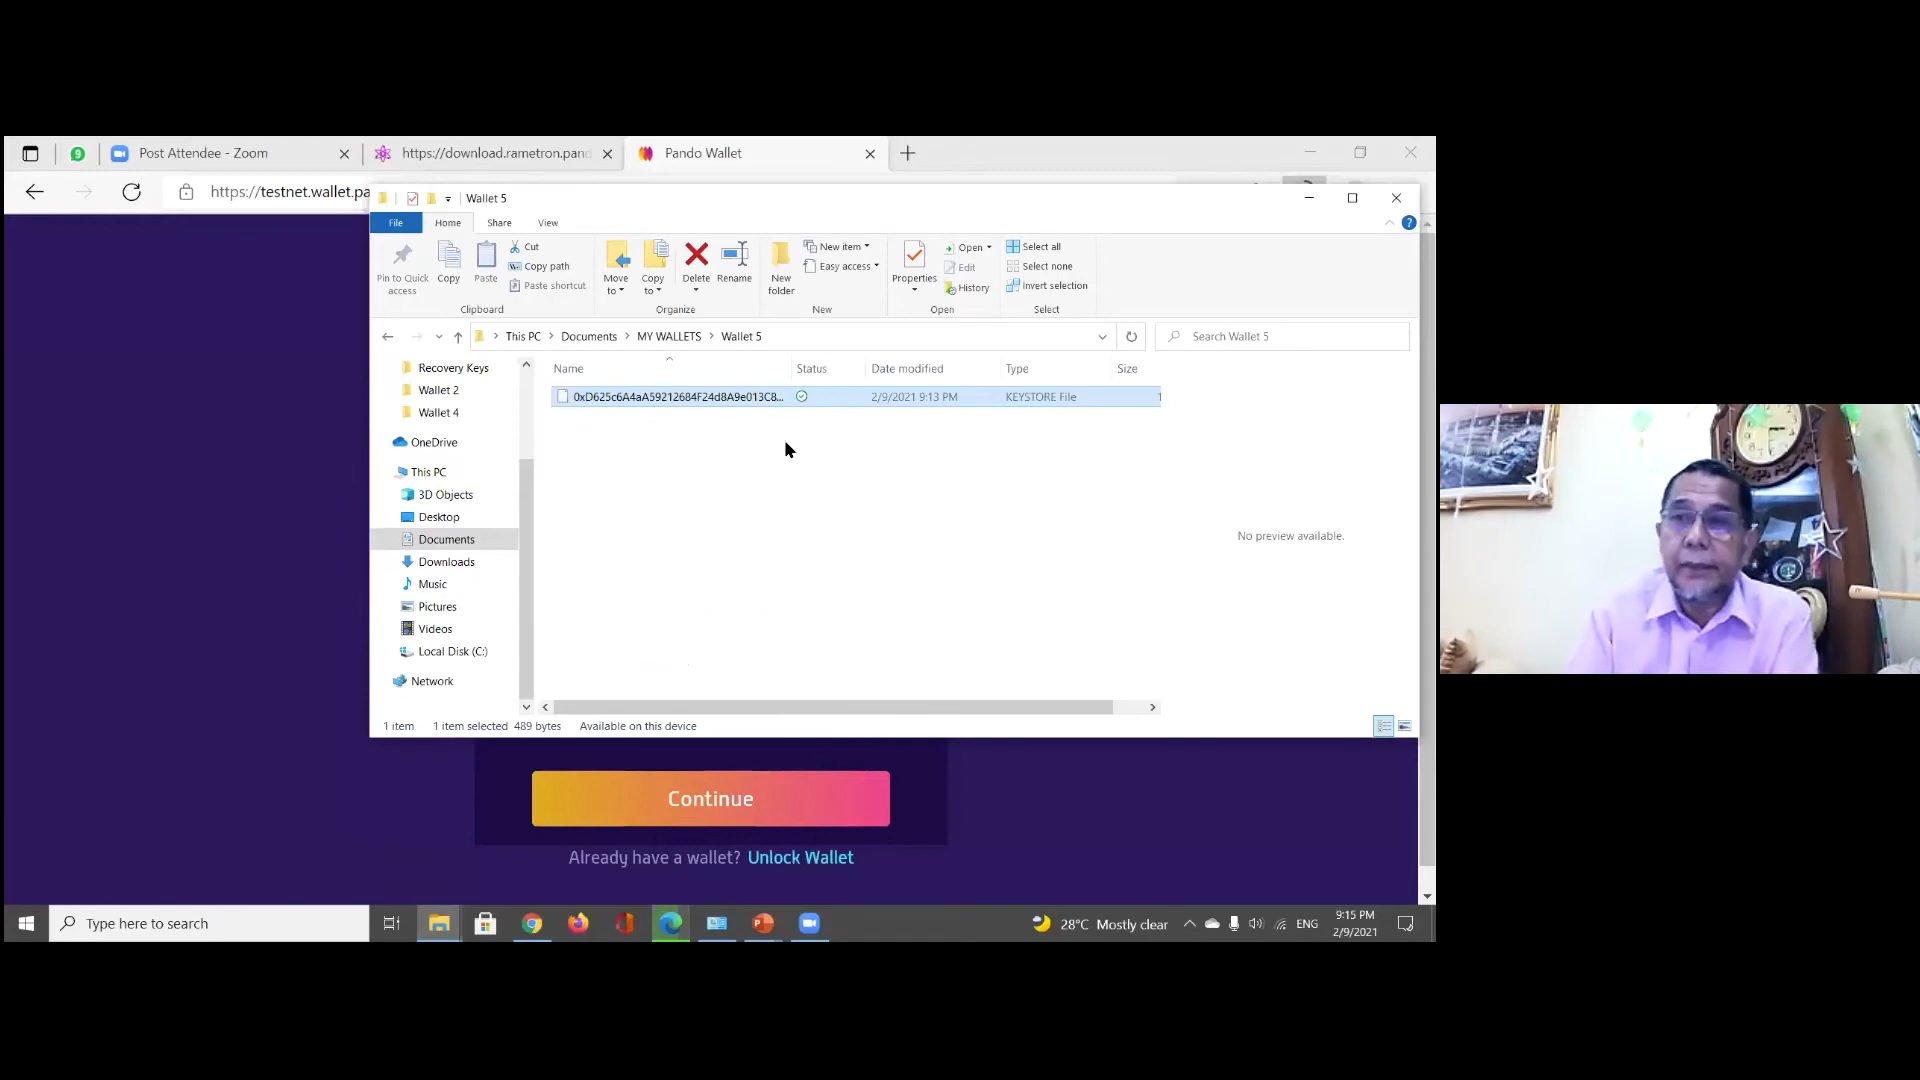 Post Attendee - Zoom
https://download.rametron.pand
Pando Wallet
https://testnet.wallet.pa
Wallet 5
File
Home
Share
View
Pin to Quick access
Copy
Paste
Cut
Copy path
Paste shortcut
Move to
Copy to
Delete
Rename
New folder
New item
Easy access
Properties
Open
Edit
History
Select all
Select none
Invert selection
Clipboard
Organize
New
Open
Select
This PC > Documents > MY WALLETS > Wallet 5
Search Wallet 5
Recovery Keys
Wallet 2
Wallet 4
OneDrive
This PC
3D Objects
Desktop
Documents
Downloads
Music
Pictures
Videos
Local Disk (C:)
Network
Name
Status
Date modified
Type
Size
0xD625c6A4aA59212684F24d8A9e013C8...
2/9/2021 9:13 PM
KEYSTORE File
1
No preview available.
1 item
1 item selected 489 bytes
Available on this device
Continue
Already have a wallet? Unlock Wallet
Type here to search
28°C Mostly clear
ENG
9:15 PM
2/9/2021